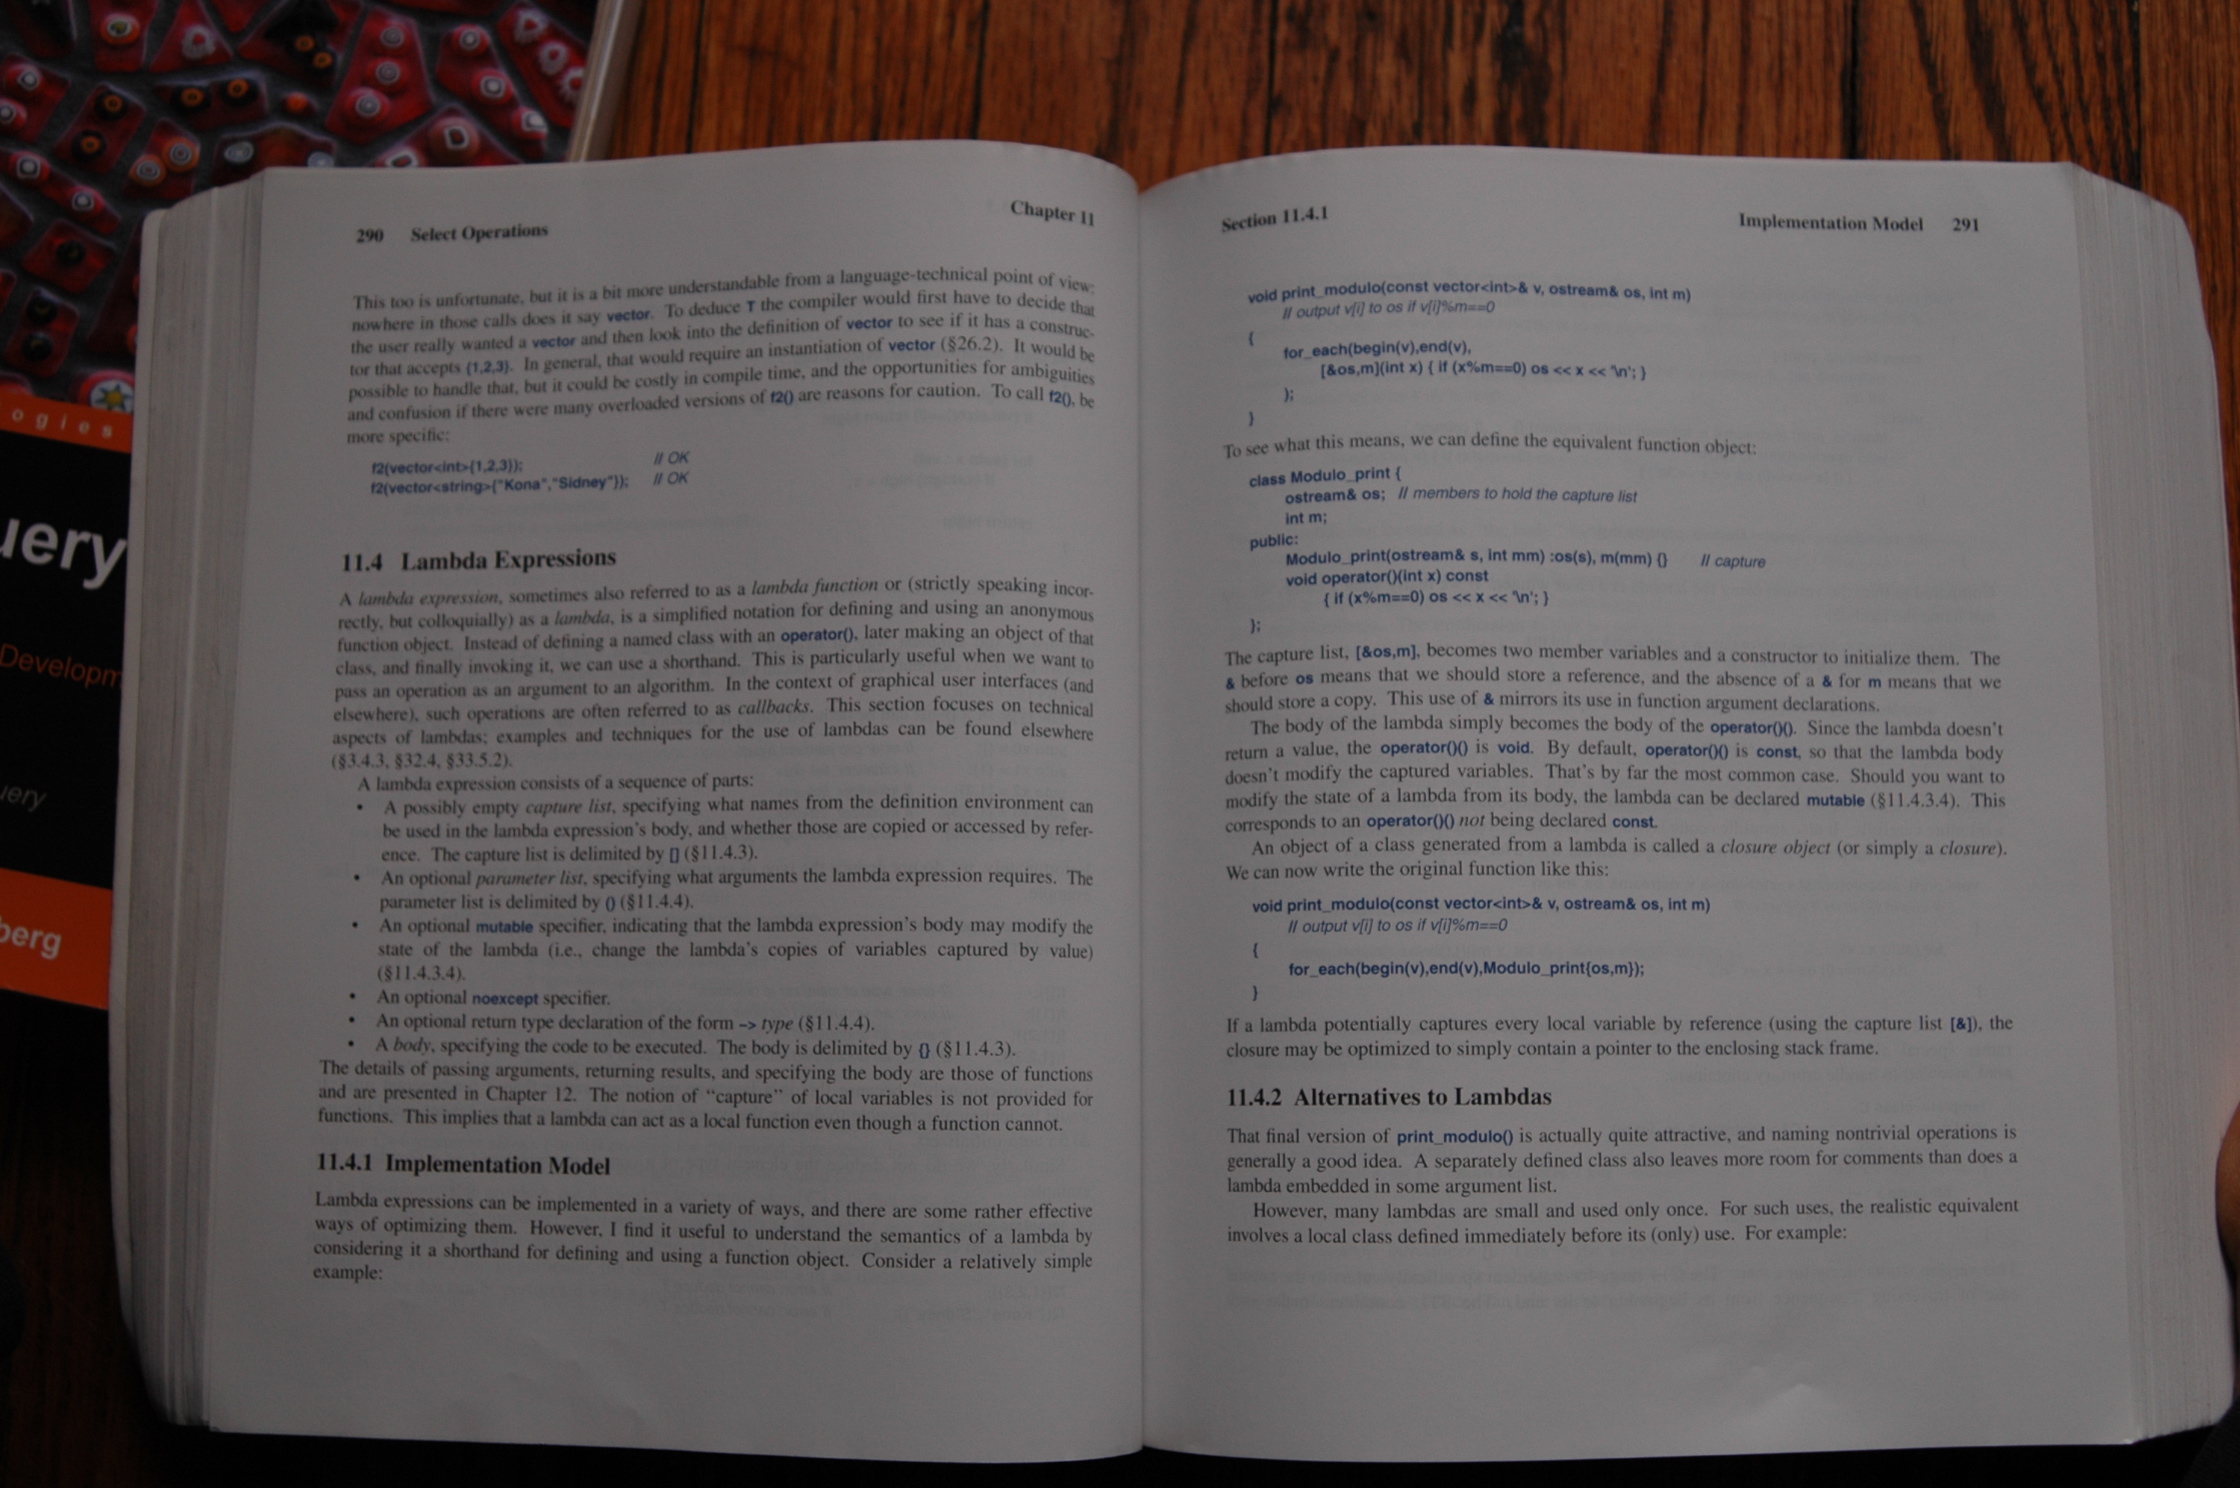 290 Select Operations Chapter 11
This too is unfortunate, but it is a bit more understandable from a language-technical point of view:
nowhere in those calls does it say vector. To deduce T the compiler would first have to decide that
the user really wanted a vector and then look into the definition of vector to see if it has a construc-
tor that accepts {1,2,3}. In general, that would require an instantiation of vector (§26.2). It would be
possible to handle that, but it could be costly in compile time, and the opportunities for ambiguities
and confusion if there were many overloaded versions of f2() are reasons for caution. To call f2(), be
more specific:
f2(vector<int>{1,2,3}); // OK
f2(vector<string>{"Kona","Sidney"}); // OK
11.4 Lambda Expressions
A lambda expression, sometimes also referred to as a lambda function or (strictly speaking incor-
rectly, but colloquially) as a lambda, is a simplified notation for defining and using an anonymous
function object. Instead of defining a named class with an operator(), later making an object of that
class, and finally invoking it, we can use a shorthand. This is particularly useful when we want to
pass an operation as an argument to an algorithm. In the context of graphical user interfaces (and
elsewhere), such operations are often referred to as callbacks. This section focuses on technical
aspects of lambdas; examples and techniques for the use of lambdas can be found elsewhere
(§3.4.3, §32.4, §33.5.2).
A lambda expression consists of a sequence of parts:
• A possibly empty capture list, specifying what names from the definition environment can
be used in the lambda expression's body, and whether those are copied or accessed by refer-
ence. The capture list is delimited by [] (§11.4.3).
• An optional parameter list, specifying what arguments the lambda expression requires. The
parameter list is delimited by () (§11.4.4).
• An optional mutable specifier, indicating that the lambda expression's body may modify the
state of the lambda (i.e., change the lambda's copies of variables captured by value)
(§11.4.3.4).
• An optional noexcept specifier.
• An optional return type declaration of the form -> type (§11.4.4).
• A body, specifying the code to be executed. The body is delimited by {} (§11.4.3).
The details of passing arguments, returning results, and specifying the body are those of functions
and are presented in Chapter 12. The notion of "capture" of local variables is not provided for
functions. This implies that a lambda can act as a local function even though a function cannot.
11.4.1 Implementation Model
Lambda expressions can be implemented in a variety of ways, and there are some rather effective
ways of optimizing them. However, I find it useful to understand the semantics of a lambda by
considering it a shorthand for defining and using a function object. Consider a relatively simple
example:
Section 11.4.1 Implementation Model 291
void print_modulo(const vector<int>& v, ostream& os, int m)
// output v[i] to os if v[i]%m==0
{
for_each(begin(v),end(v),
[&os,m](int x) { if (x%m==0) os << x << '\n'; }
);
}
To see what this means, we can define the equivalent function object:
class Modulo_print {
ostream& os; // members to hold the capture list
int m;
public:
Modulo_print(ostream& s, int mm) :os(s), m(mm) {} // capture
void operator()(int x) const
{ if (x%m==0) os << x << '\n'; }
};
The capture list, [&os,m], becomes two member variables and a constructor to initialize them. The
& before os means that we should store a reference, and the absence of a & for m means that we
should store a copy. This use of & mirrors its use in function argument declarations.
The body of the lambda simply becomes the body of the operator()(). Since the lambda doesn't
return a value, the operator()() is void. By default, operator()() is const, so that the lambda body
doesn't modify the captured variables. That's by far the most common case. Should you want to
modify the state of a lambda from its body, the lambda can be declared mutable (§11.4.3.4). This
corresponds to an operator()() not being declared const.
An object of a class generated from a lambda is called a closure object (or simply a closure).
We can now write the original function like this:
void print_modulo(const vector<int>& v, ostream& os, int m)
// output v[i] to os if v[i]%m==0
{
for_each(begin(v),end(v),Modulo_print{os,m});
}
If a lambda potentially captures every local variable by reference (using the capture list [&]), the
closure may be optimized to simply contain a pointer to the enclosing stack frame.
11.4.2 Alternatives to Lambdas
That final version of print_modulo() is actually quite attractive, and naming nontrivial operations is
generally a good idea. A separately defined class also leaves more room for comments than does a
lambda embedded in some argument list.
However, many lambdas are small and used only once. For such uses, the realistic equivalent
involves a local class defined immediately before its (only) use. For example:
ogies
uery
Developm
uery
berg